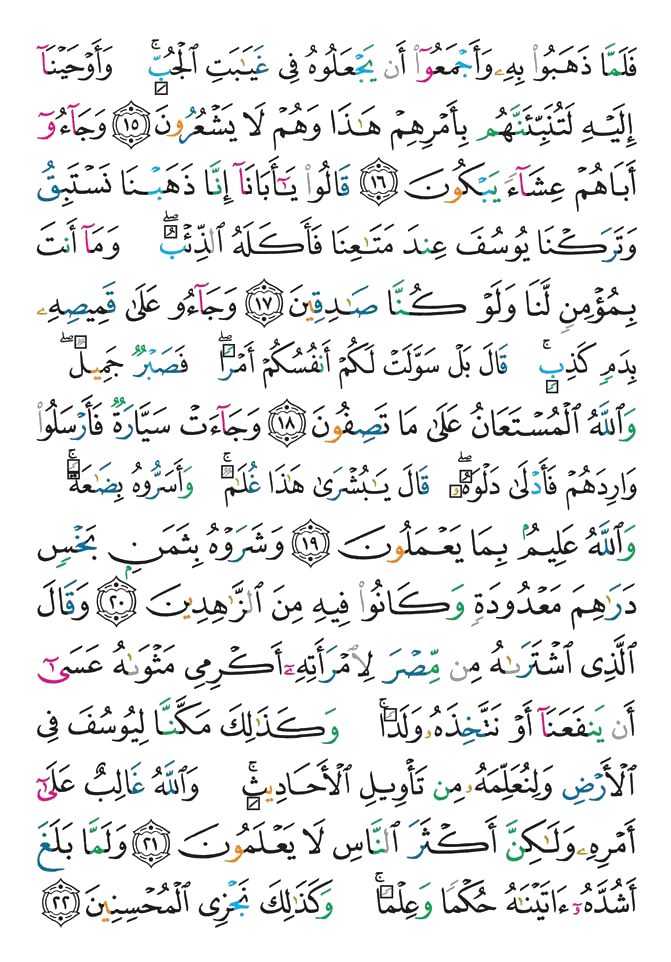 فَلَمَّا ذَهَبُوا۟ بِهِۦ وَأَجْمَعُوٓا۟ أَن يَجْعَلُوهُ فِى غَيَـٰبَتِ ٱلْجُبِّ ۚ وَأَوْحَيْنَآ
إِلَيْهِ لَتُنَبِّئَنَّهُم بِأَمْرِهِمْ هَـٰذَا وَهُمْ لَا يَشْعُرُونَ ١٥ وَجَآءُوٓ
أَبَاهُمْ عِشَآءً يَبْكُونَ ١٦ قَالُوا۟ يَـٰٓأَبَانَآ إِنَّا ذَهَبْنَا نَسْتَبِقُ
وَتَرَكْنَا يُوسُفَ عِندَ مَتَـٰعِنَا فَأَكَلَهُ ٱلذِّئْبُ ۖ وَمَآ أَنتَ
بِمُؤْمِنٍ لَّنَا وَلَوْ كُنَّا صَـٰدِقِينَ ١٧ وَجَآءُو عَلَىٰ قَمِيصِهِۦ
بِدَمٍ كَذِبٍ ۚ قَالَ بَلْ سَوَّلَتْ لَكُمْ أَنفُسُكُمْ أَمْرًا ۖ فَصَبْرٌ جَمِيلٌ ۖ
وَٱللَّهُ ٱلْمُسْتَعَانُ عَلَىٰ مَا تَصِفُونَ ١٨ وَجَآءَتْ سَيَّارَةٌ فَأَرْسَلُوا۟
وَارِدَهُمْ فَأَدْلَىٰ دَلْوَهُۥ ۖ قَالَ يَـٰبُشْرَىٰ هَـٰذَا غُلَـٰمٌ ۚ وَأَسَرُّوهُ بِضَـٰعَةً ۚ
وَٱللَّهُ عَلِيمٌۢ بِمَا يَعْمَلُونَ ١٩ وَشَرَوْهُ بِثَمَنٍۭ بَخْسٍ
دَرَٰهِمَ مَعْدُودَةٍ وَكَانُوا۟ فِيهِ مِنَ ٱلزَّٰهِدِينَ ٢٠ وَقَالَ
ٱلَّذِى ٱشْتَرَىٰهُ مِن مِّصْرَ لِٱمْرَأَتِهِۦٓ أَكْرِمِى مَثْوَىٰهُ عَسَىٰٓ
أَن يَنفَعَنَآ أَوْ نَتَّخِذَهُۥ وَلَدًا ۚ وَكَذَٰلِكَ مَكَّنَّا لِيُوسُفَ فِى
ٱلْأَرْضِ وَلِنُعَلِّمَهُۥ مِن تَأْوِيلِ ٱلْأَحَادِيثِ ۚ وَٱللَّهُ غَالِبٌ عَلَىٰٓ
أَمْرِهِۦ وَلَـٰكِنَّ أَكْثَرَ ٱلنَّاسِ لَا يَعْلَمُونَ ٢١ وَلَمَّا بَلَغَ
أَشُدَّهُۥٓ ءَاتَيْنَـٰهُ حُكْمًا وَعِلْمًا ۚ وَكَذَٰلِكَ نَجْزِى ٱلْمُحْسِنِينَ ٢٢